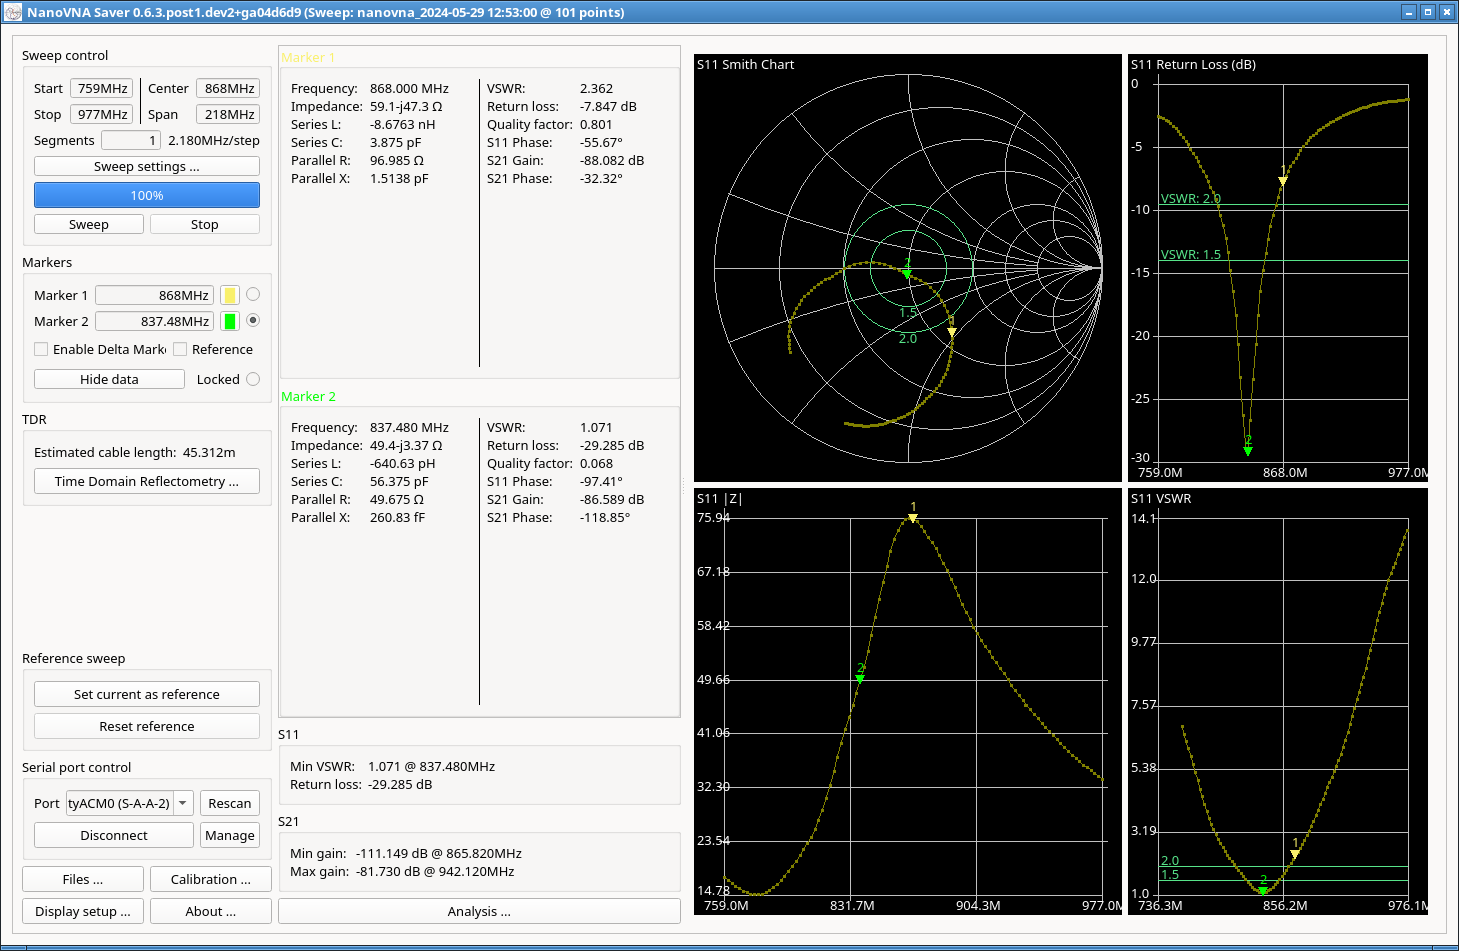 NanoVNA Saver 0.6.3.post1.dev2+ga04d6d9 (Sweep: nanovna_2024-05-29 12:53:00 @ 101 points)
Sweep control
Start 759MHz Center 868MHz
Stop 977MHz Span 218MHz
Segments 1 2.180MHz/step
Sweep settings ...
100%
Sweep Stop
Markers
Marker 1 868MHz
Marker 2 837.48MHz
Enable Delta Mark Reference
Hide data Locked
TDR
Estimated cable length: 45.312m
Time Domain Reflectometry ...
Reference sweep
Set current as reference
Reset reference
Serial port control
Port tyACM0 (S-A-A-2) Rescan
Disconnect Manage
Files ... Calibration ...
Display setup ... About ...
Marker 1
Frequency: 868.000 MHz VSWR: 2.362
Impedance: 59.1-j47.3 Ω Return loss: -7.847 dB
Series L: -8.6763 nH Quality factor: 0.801
Series C: 3.875 pF S11 Phase: -55.67°
Parallel R: 96.985 Ω S21 Gain: -88.082 dB
Parallel X: 1.5138 pF S21 Phase: -32.32°
Marker 2
Frequency: 837.480 MHz VSWR: 1.071
Impedance: 49.4-j3.37 Ω Return loss: -29.285 dB
Series L: -640.63 pH Quality factor: 0.068
Series C: 56.375 pF S11 Phase: -97.41°
Parallel R: 49.675 Ω S21 Gain: -86.589 dB
Parallel X: 260.83 fF S21 Phase: -118.85°
S11
Min VSWR: 1.071 @ 837.480MHz
Return loss: -29.285 dB
S21
Min gain: -111.149 dB @ 865.820MHz
Max gain: -81.730 dB @ 942.120MHz
Analysis ...
S11 Smith Chart
2
1.5
2.0
S11 Return Loss (dB)
0
-5
1
VSWR: 2.0
-10
VSWR: 1.5
-15
-20
-25
2
-30
759.0M 868.0M 977.0M
S11 |Z|
1
75.94
67.18
58.42
2
49.66
41.06
32.30
23.54
14.78
759.0M 831.7M 904.3M 977.0M
S11 VSWR
14.1
12.0
9.77
7.57
5.38
3.19
1
2.0
1.5
2
1.0
736.3M 856.2M 976.1M